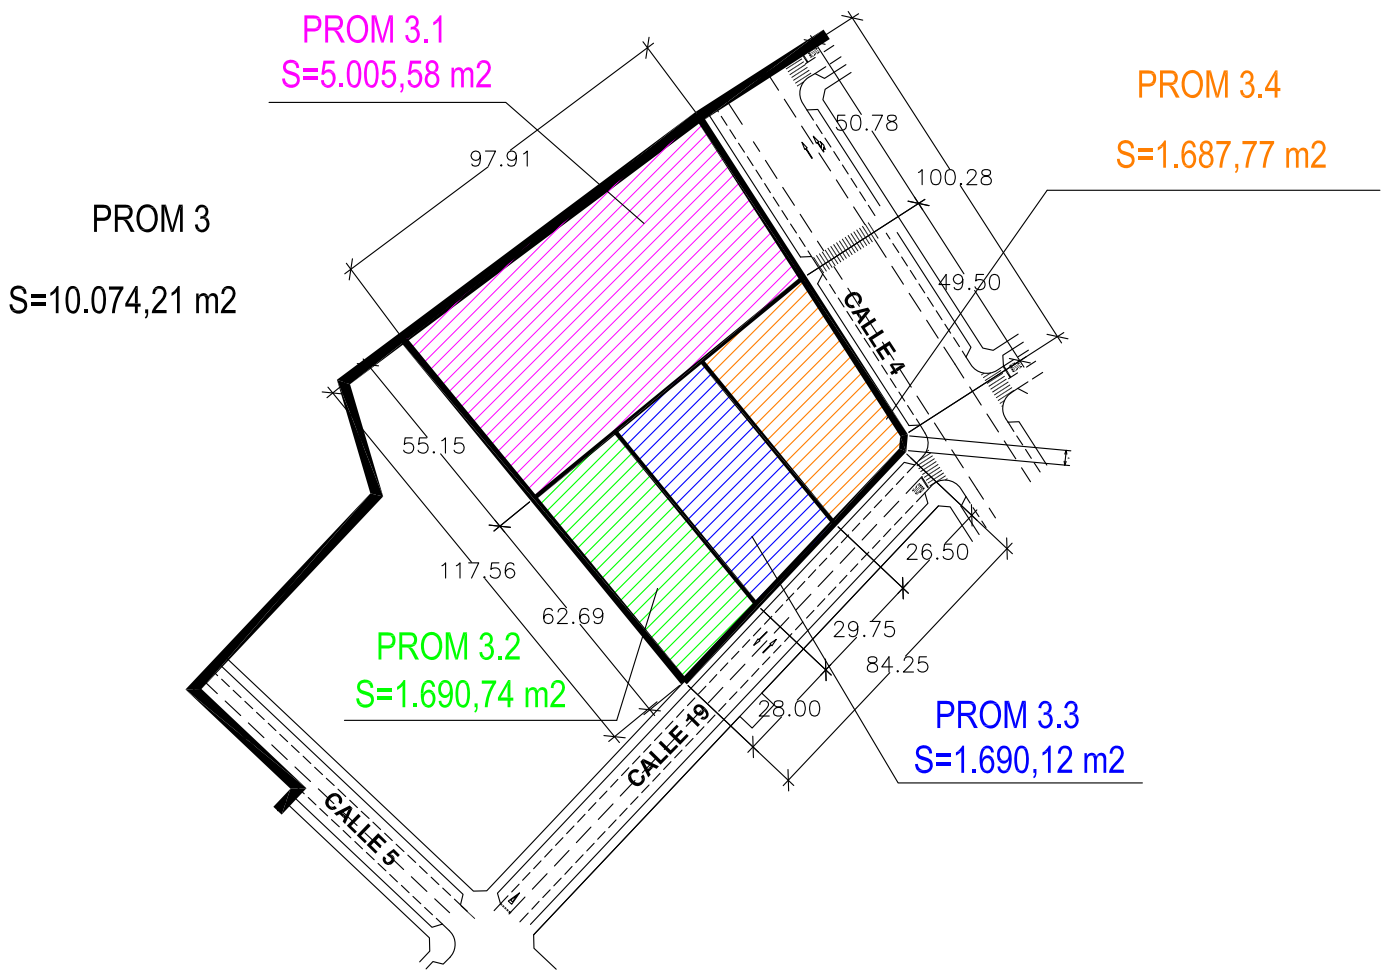 PROM 3.1
S=5.005,58 m2
PROM 3.4
S=1.687,77 m2
50.78
97.91
100.28
PROM 3
S=10.074,21 m2
49.50
CALLE 4
55.15
26.50
117.56
62.69
29.75
PROM 3.2
S=1.690,74 m2
84.25
28.00
PROM 3.3
S=1.690,12 m2
CALLE 19
CALLE 5